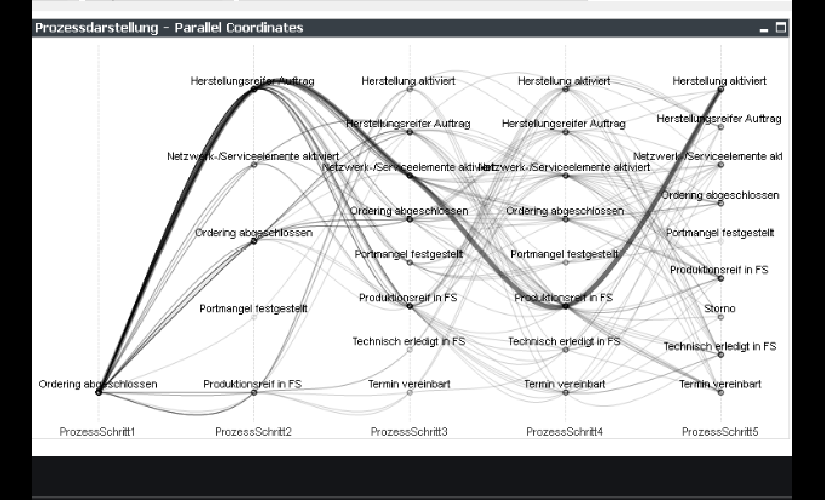 Prozessdarstellung - Parallel Coordinates
Herstellungsreifer Auftrag
Herstellung aktiviert
Herstellung aktiviert
Herstellung aktiviert
Herstellungsreifer Auftrag
Herstellungsreifer Auftrag
Herstellungsreifer Auftrag
Netzwerk-/Serviceelemente aktiviert
Netzwerk-/Serviceelemente aktiviert
Netzwerk-/Serviceelemente aktiviert
Netzwerk-/Serviceelemente akt
Ordering abgeschlossen
Ordering abgeschlossen
Ordering abgeschlossen
Ordering abgeschlossen
Portmangel festgestellt
Portmangel festgestellt
Portmangel festgestellt
Produktionsreif in FS
Portmangel festgestellt
Produktionsreif in FS
Produktionsreif in FS
Storno
Technisch erledigt in FS
Technisch erledigt in FS
Technisch erledigt in FS
Ordering abgeschlossen
Produktionsreif in FS
Termin vereinbart
Termin vereinbart
Termin vereinbart
ProzessSchritt1
ProzessSchritt2
ProzessSchritt3
ProzessSchritt4
ProzessSchritt5